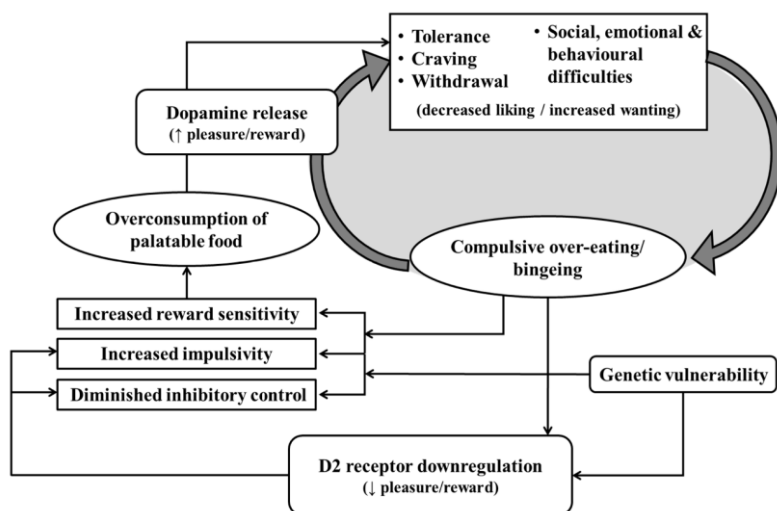 • Tolerance
• Craving
• Withdrawal
• Social, emotional &
behavioural
difficulties
(decreased liking / increased wanting)
Dopamine release
(↑ pleasure/reward)
Overconsumption of
palatable food
Compulsive over-eating/
bingeing
Increased reward sensitivity
Increased impulsivity
Diminished inhibitory control
Genetic vulnerability
D2 receptor downregulation
(↓ pleasure/reward)